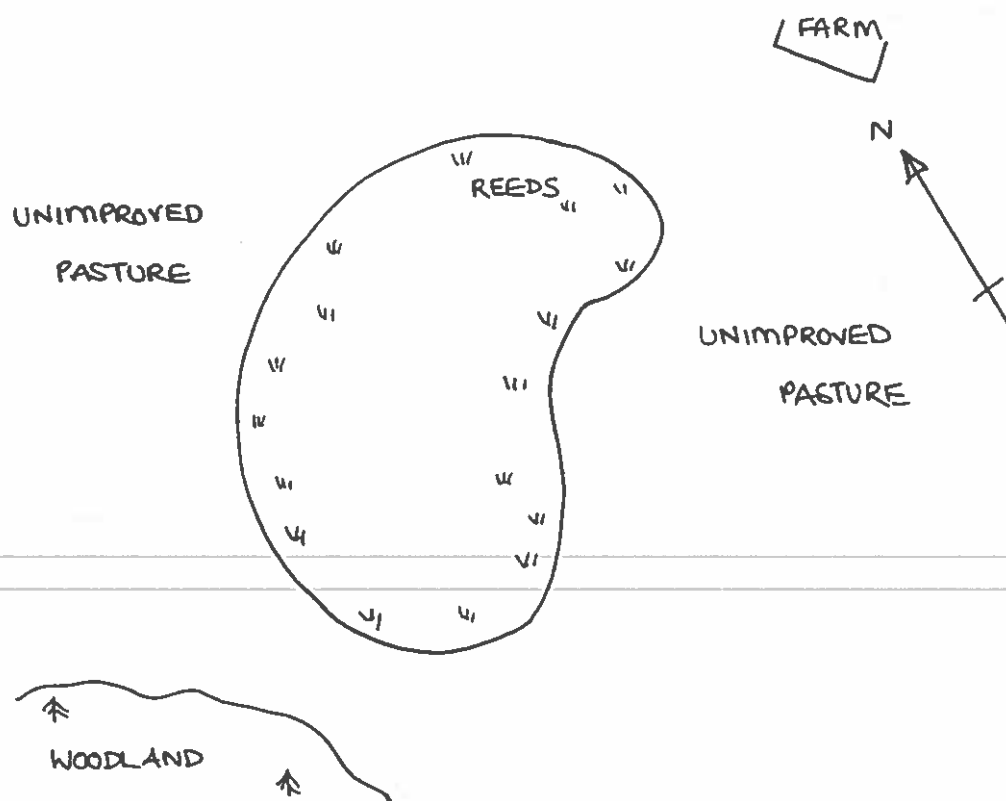 FARM
N
REEDS
UNIMPROVED
PASTURE
UNIMPROVED
PASTURE
WOODLAND